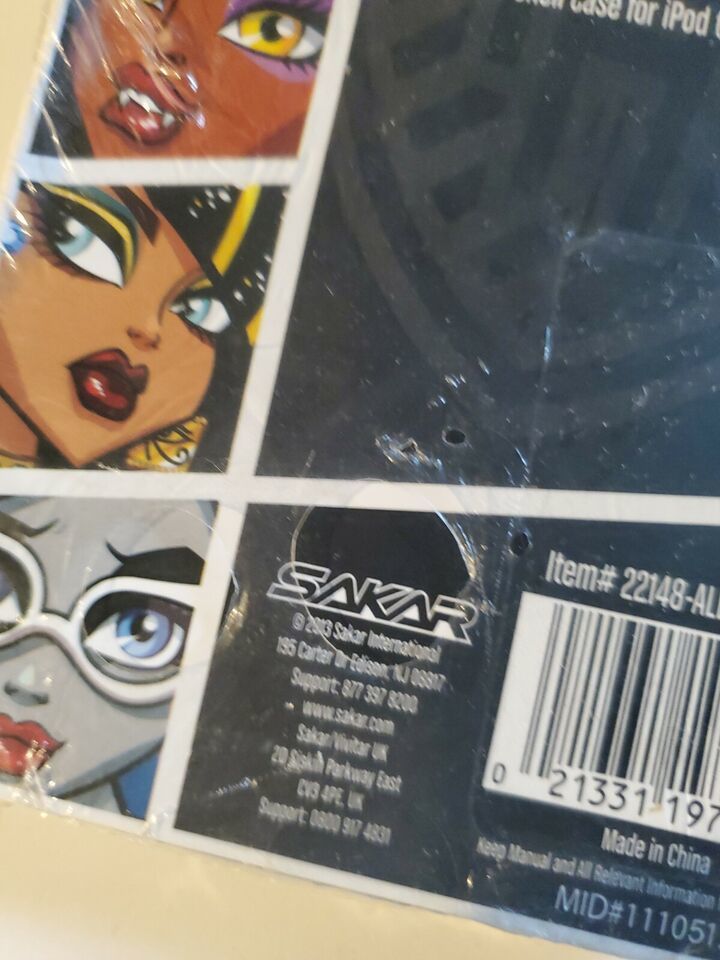 case for iPod
SAKAR
© 2013 Sakar International
195 Carter Dr Edison, NJ 08817
Support: 877 397 8200
www.sakar.com
Sakar Vivitar UK
20 Parkway East
CV3 4PE, UK
Support: 0800 917 4831
Item# 22148-AL
0 21331 197
Made in China
Keep Manual and All Relevant Information
MID#111051